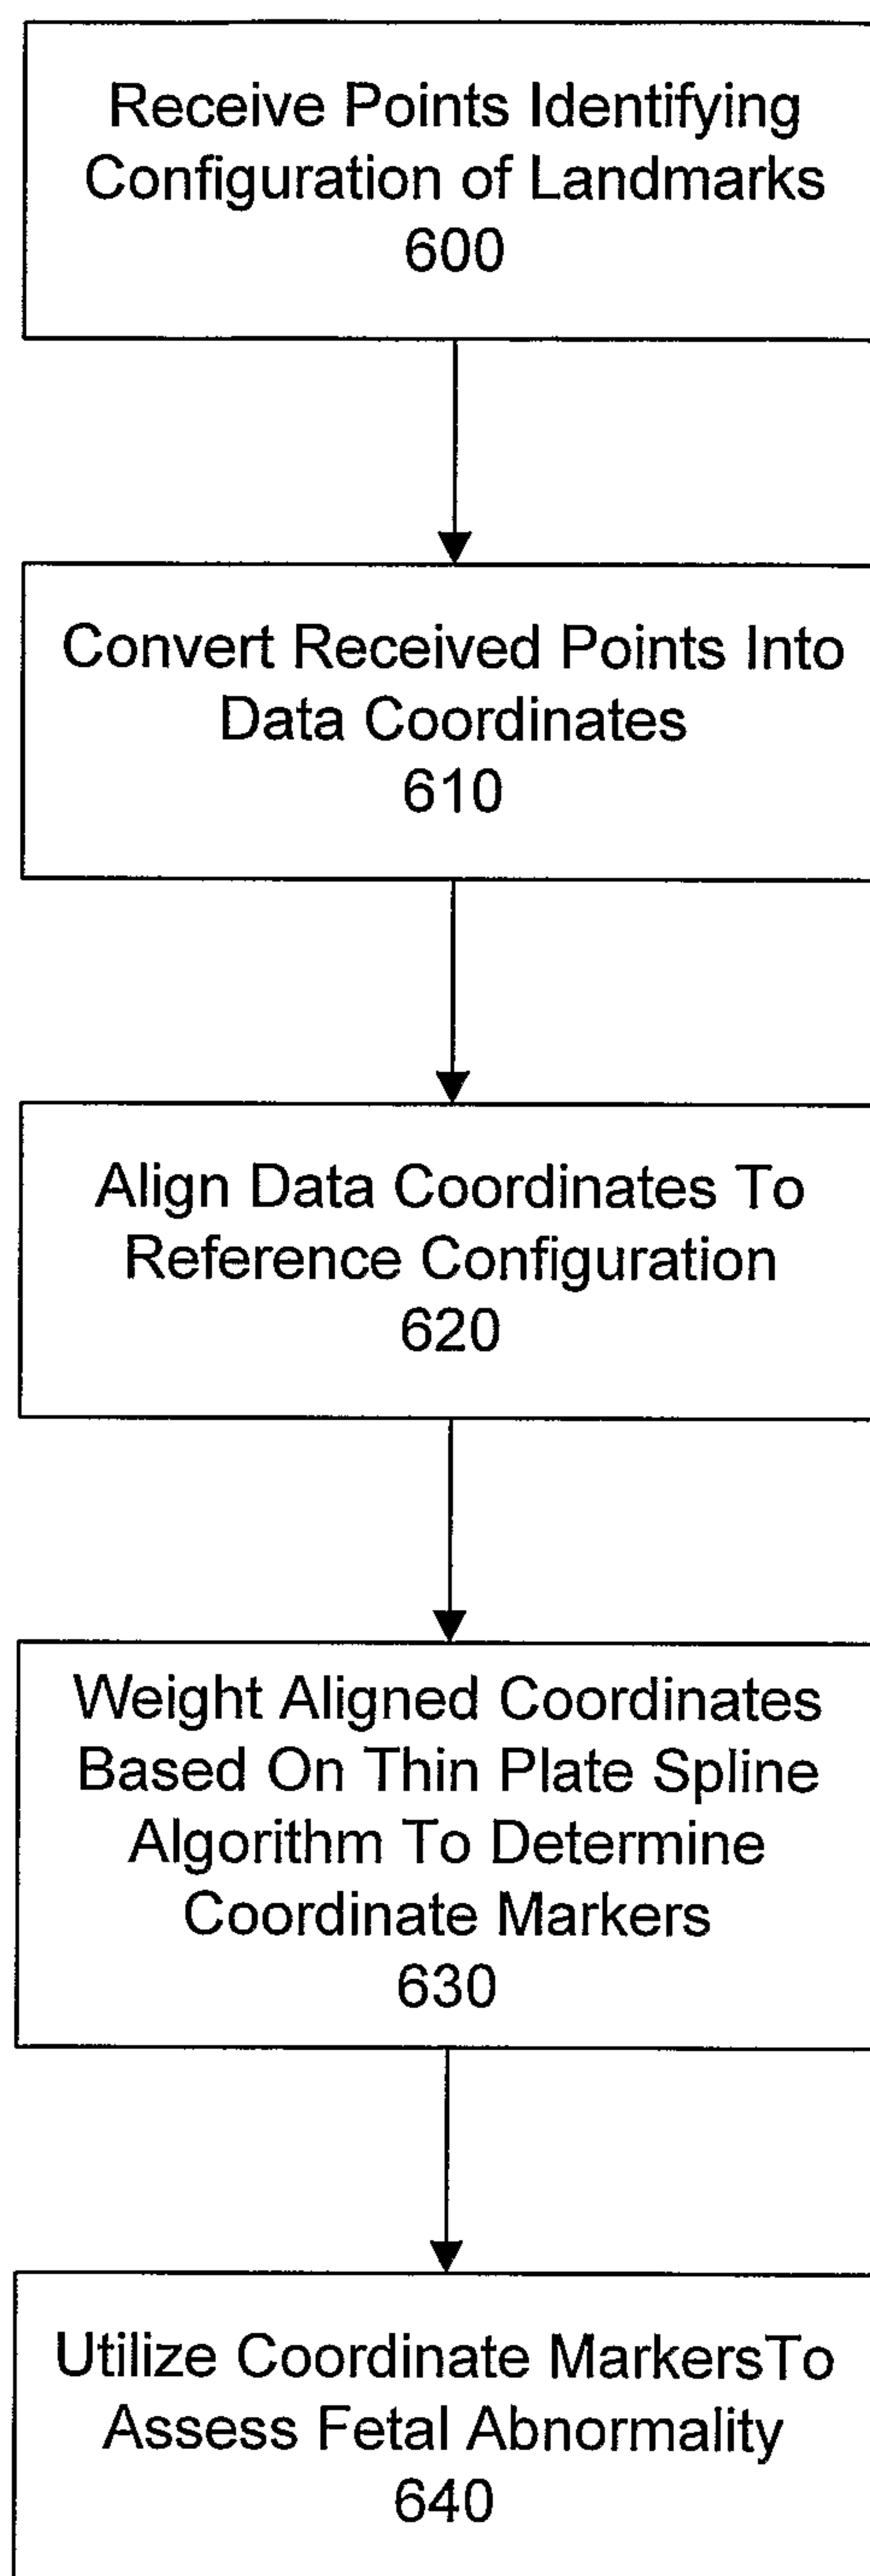 Receive Points Identifying
Configuration of Landmarks
600
Convert Received Points Into
Data Coordinates
610
Align Data Coordinates To
Reference Configuration
620
Weight Aligned Coordinates
Based On Thin Plate Spline
Algorithm To Determine
Coordinate Markers
630
Utilize Coordinate MarkersTo
Assess Fetal Abnormality
640